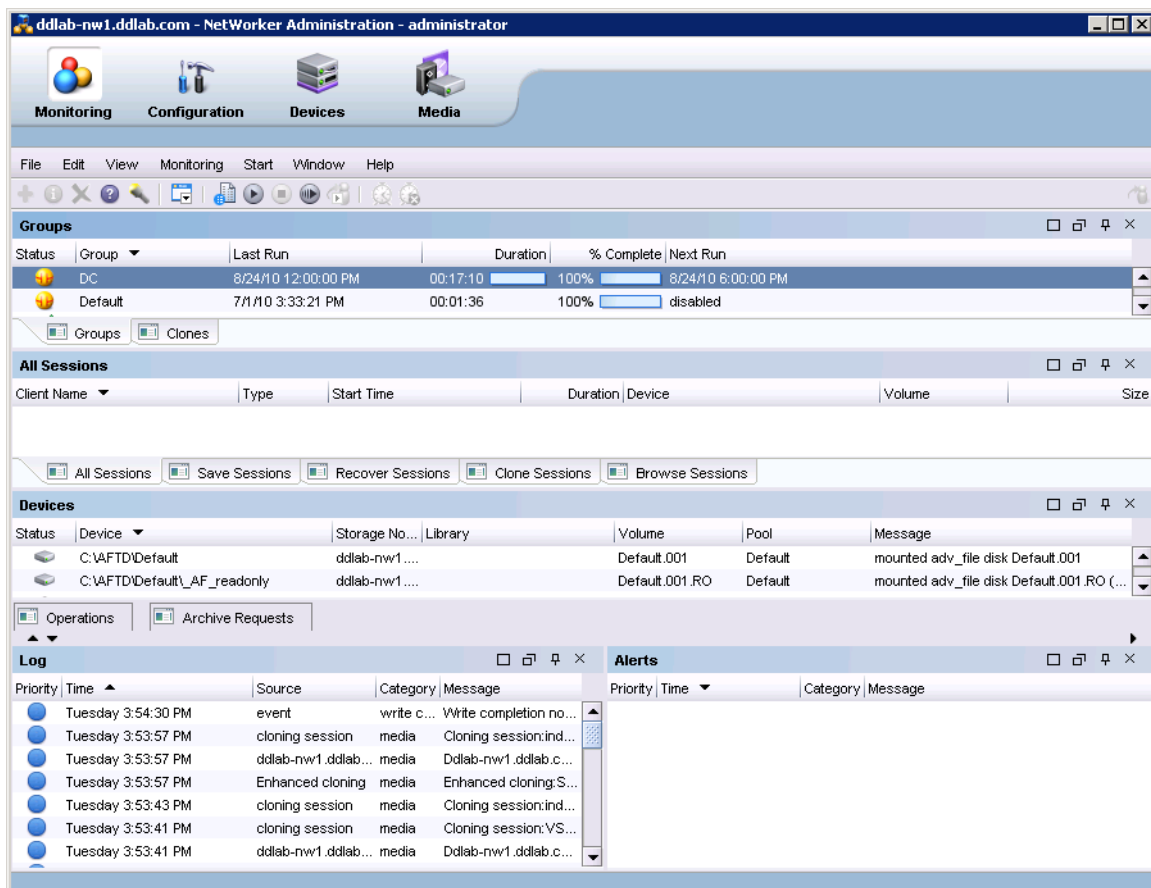 ddlab-nw1.ddlab.com - NetWorker Administration - administrator
Monitoring Configuration Devices Media
File Edit View Monitoring Start Window Help
Groups
Status Group Last Run Duration % Complete Next Run
DC 8/24/10 12:00:00 PM 00:17:10 100% 8/24/10 6:00:00 PM
Default 7/1/10 3:33:21 PM 00:01:36 100% disabled
Groups Clones
All Sessions
Client Name Type Start Time Duration Device Volume Size
All Sessions Save Sessions Recover Sessions Clone Sessions Browse Sessions
Devices
Status Device Storage No... Library Volume Pool Message
C:\AFTD\Default ddlab-nw1.... Default.001 Default mounted adv_file disk Default.001
C:\AFTD\Default\_AF_readonly ddlab-nw1.... Default.001.RO Default mounted adv_file disk Default.001.RO (...
Operations Archive Requests
Log
Priority Time Source Category Message
Tuesday 3:54:30 PM event write c... Write completion no...
Tuesday 3:53:57 PM cloning session media Cloning session:ind...
Tuesday 3:53:57 PM ddlab-nw1.ddlab... media Ddlab-nw1.ddlab.c...
Tuesday 3:53:57 PM Enhanced cloning media Enhanced cloning:S...
Tuesday 3:53:43 PM cloning session media Cloning session:ind...
Tuesday 3:53:41 PM cloning session media Cloning session:VS...
Tuesday 3:53:41 PM ddlab-nw1.ddlab... media Ddlab-nw1.ddlab.c...
Alerts
Priority Time Category Message